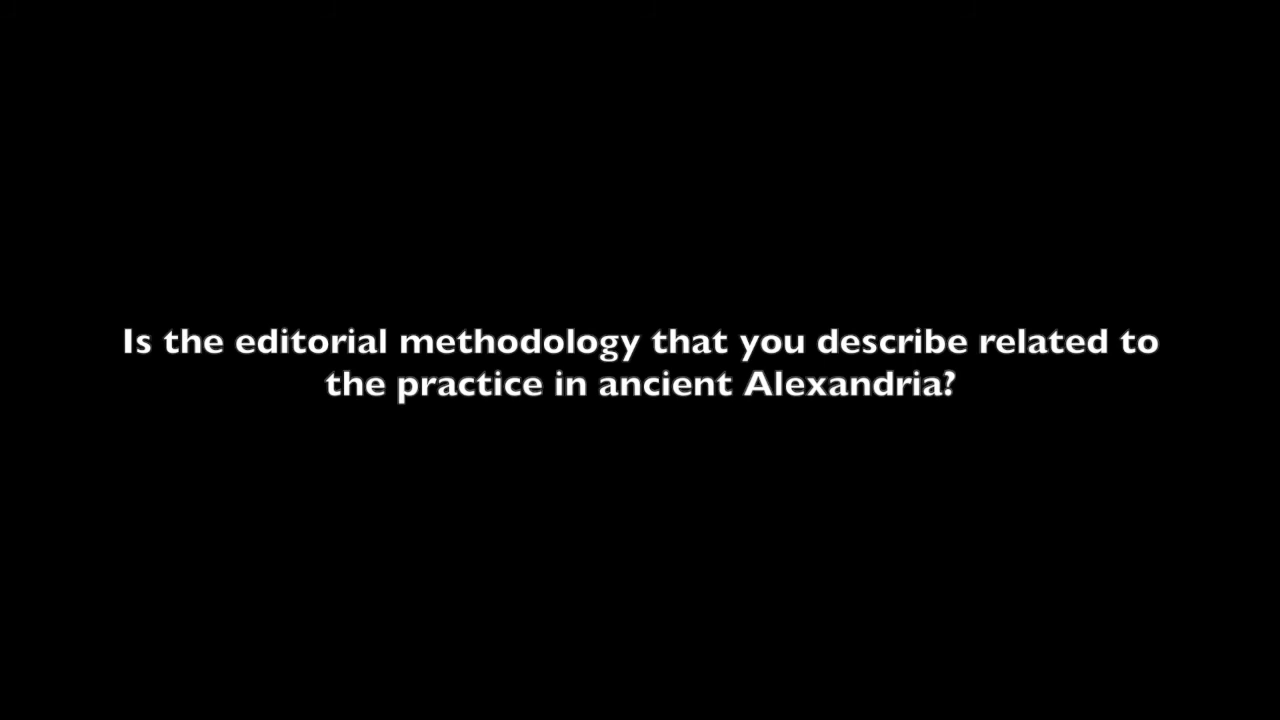 Is the editorial methodology that you describe related to
the practice in ancient Alexandria?